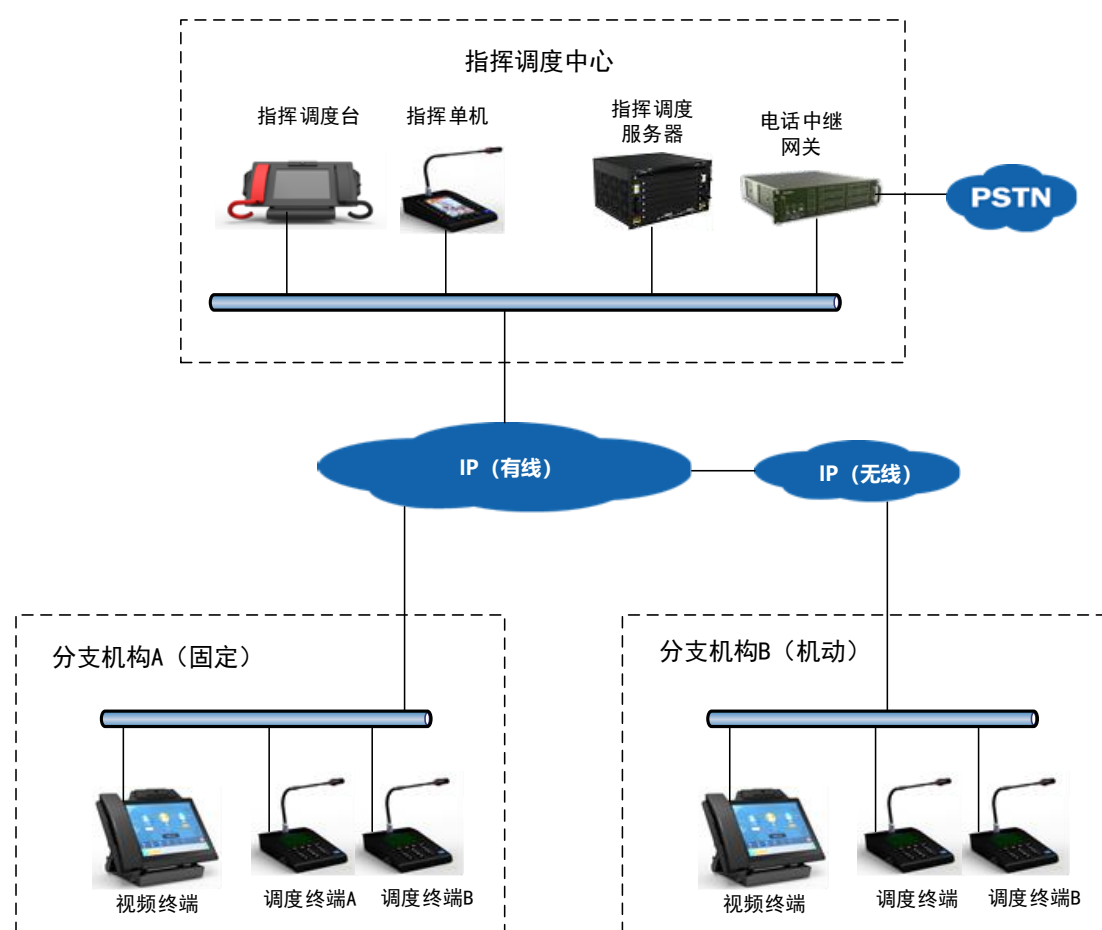 指挥调度中心
指挥调度台
指挥单机
指挥调度
服务器
电话中继
网关
PSTN
IP（有线）
IP（无线）
分支机构A（固定）
分支机构B（机动）
视频终端
调度终端A
调度终端B
视频终端
调度终端
调度终端B